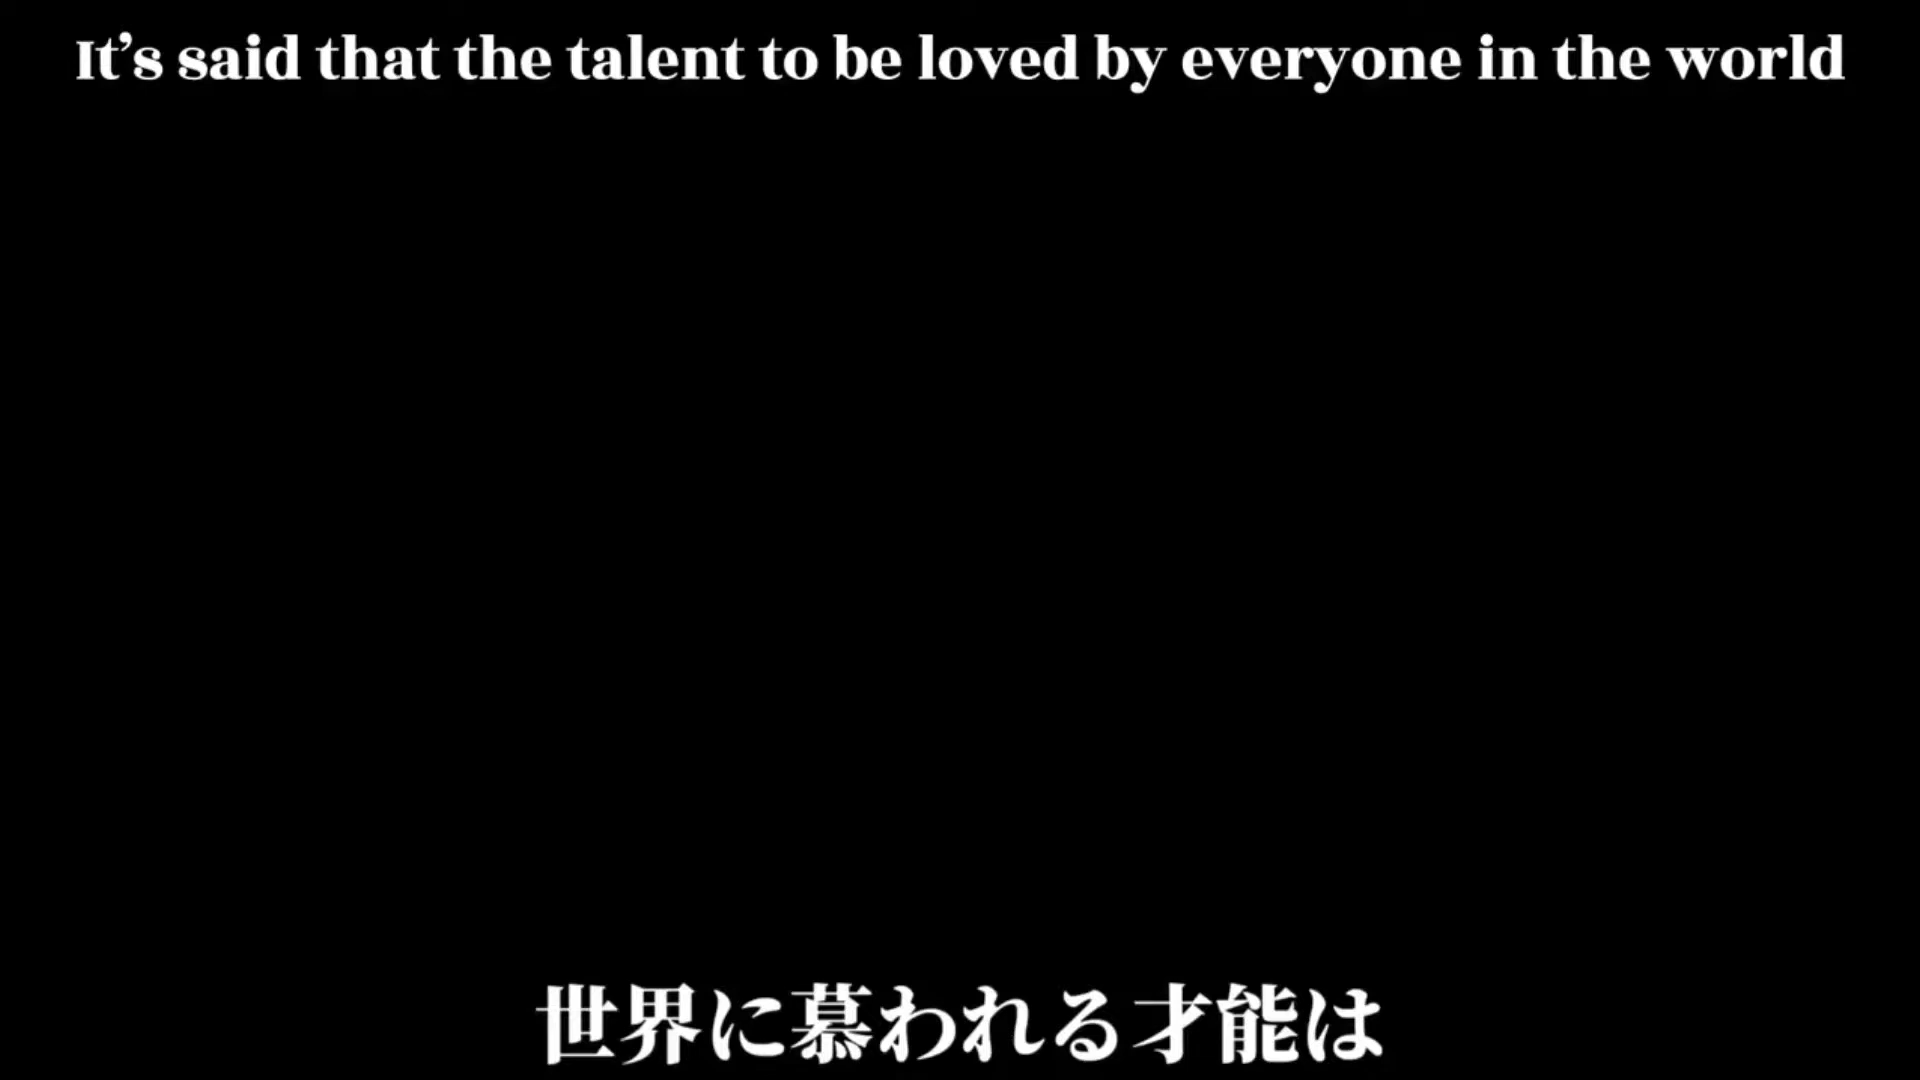 It’s said that the talent to be loved by everyone in the world
世界に慕われる才能は